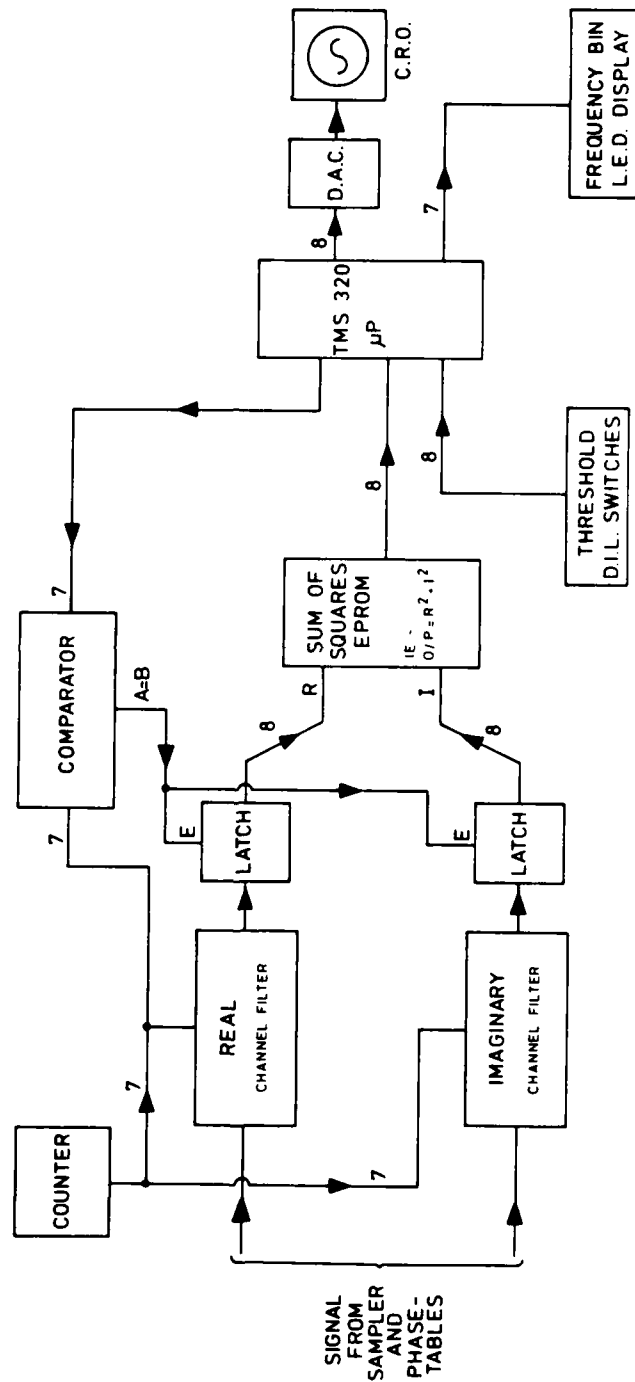 COUNTER
7
7
7
COMPARATOR
7
A=B
REAL
CHANNEL FILTER
E
LATCH
8
R
SIGNAL
FROM
SAMPLER
AND
PHASE-
TABLES
7
IMAGINARY
CHANNEL FILTER
E
LATCH
8
I
SUM OF
SQUARES
EPROM
IE -
O/P = R²+I²
8
THRESHOLD
D.I.L. SWITCHES
8
TMS 320
µP
8
D.A.C.
C.R.O.
7
FREQUENCY BIN
L.E.D. DISPLAY